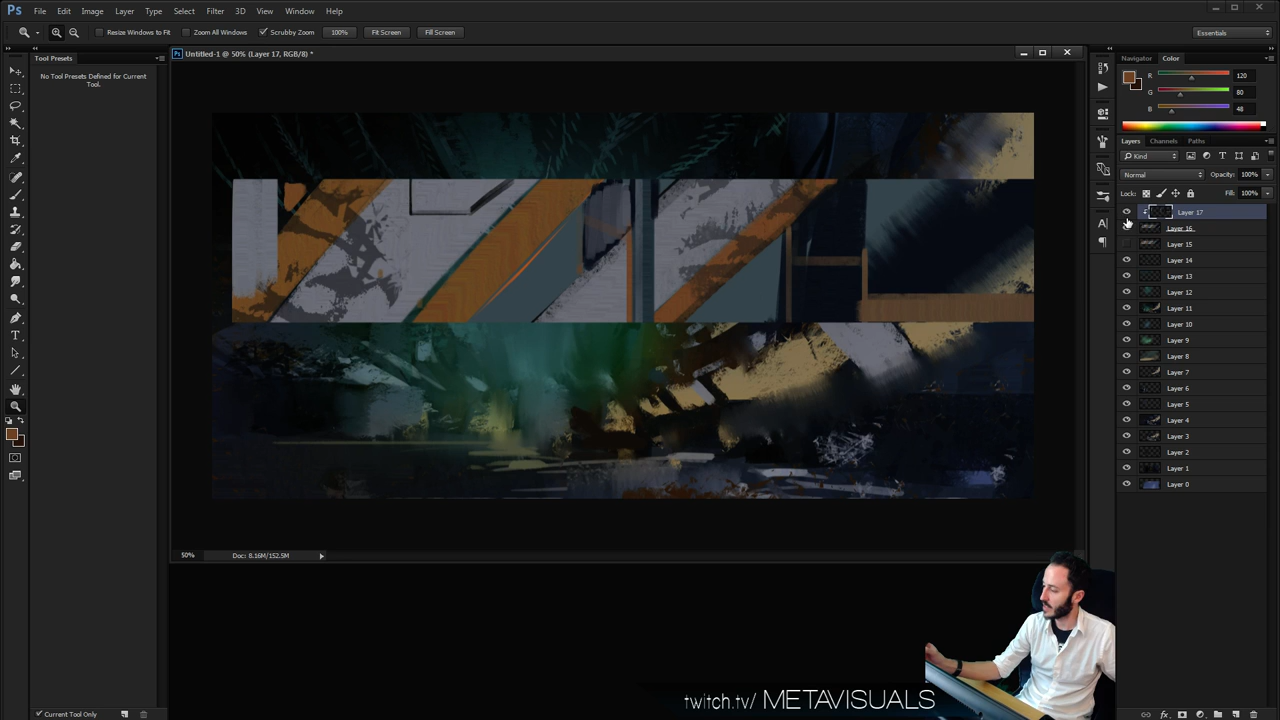 Ps File Edit Image Layer Type Select Filter 3D View Window Help
Resize Windows to Fit Zoom All Windows Scrubby Zoom 100% Fit Screen Fill Screen Essentials
Tool Presets
No Tool Presets Defined for Current
Tool.
Untitled-1 @ 50% (Layer 17, RGB/8) *
Navigator Color
R 120
G 80
B 48
Layers Channels Paths
Kind
Normal Opacity: 100%
Lock: Fill: 100%
Layer 17
Layer 16
Layer 15
Layer 14
Layer 13
Layer 12
Layer 11
Layer 10
Layer 9
Layer 8
Layer 7
Layer 6
Layer 5
Layer 4
Layer 3
Layer 2
Layer 1
Layer 0
50% Doc: 8.16M/152.5M
twitch.tv/ METAVISUALS
Current Tool Only